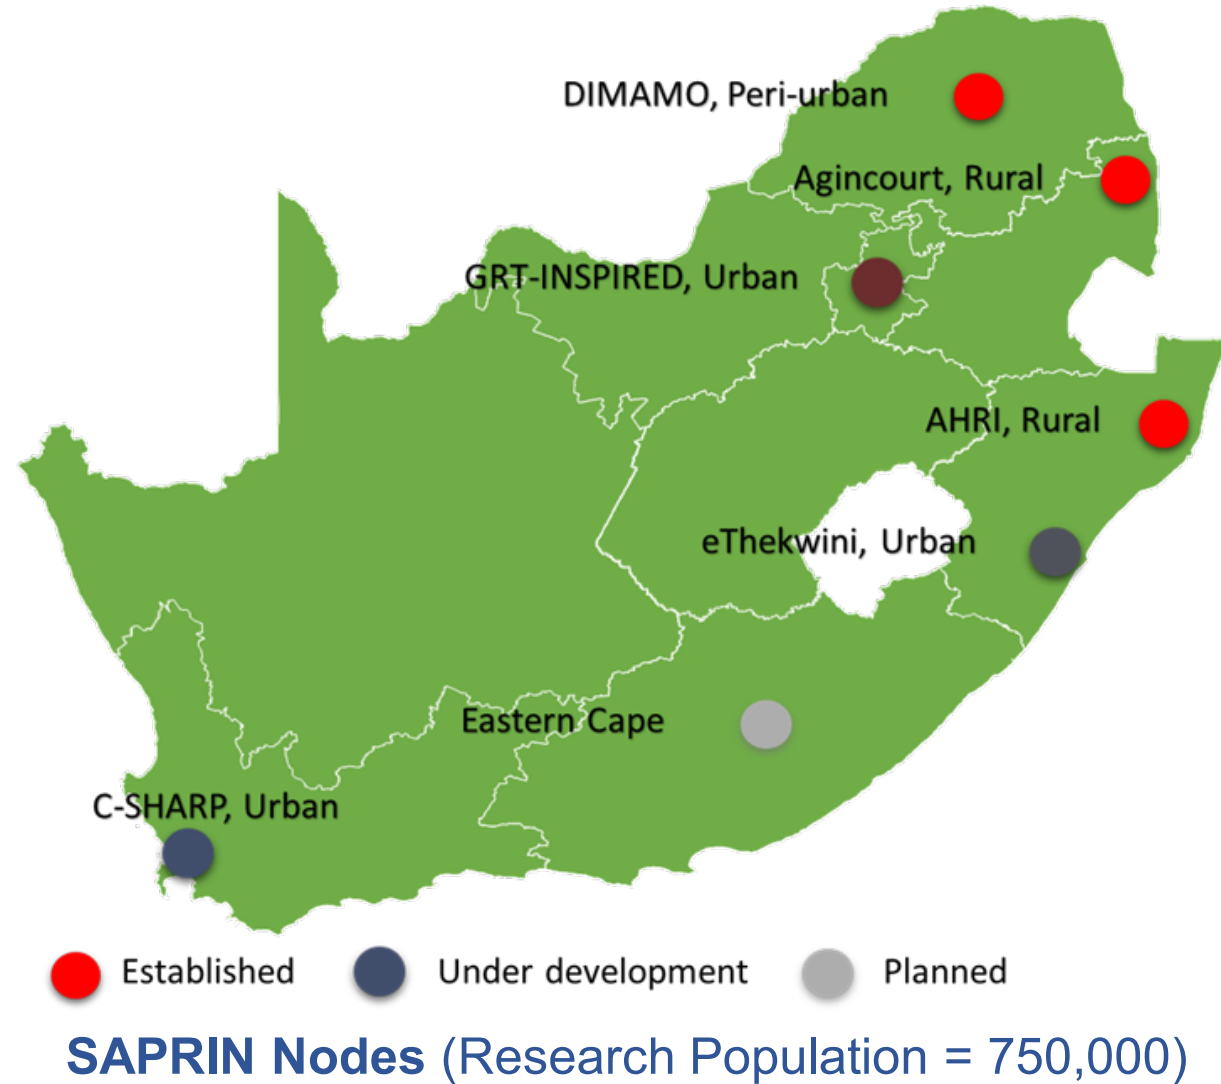 DIMAMO, Peri-urban
Agincourt, Rural
GRT-INSPIRED, Urban
AHRI, Rural
eThekwini, Urban
Eastern Cape
C-SHARP, Urban
Established Under development Planned
SAPRIN Nodes (Research Population = 750,000)